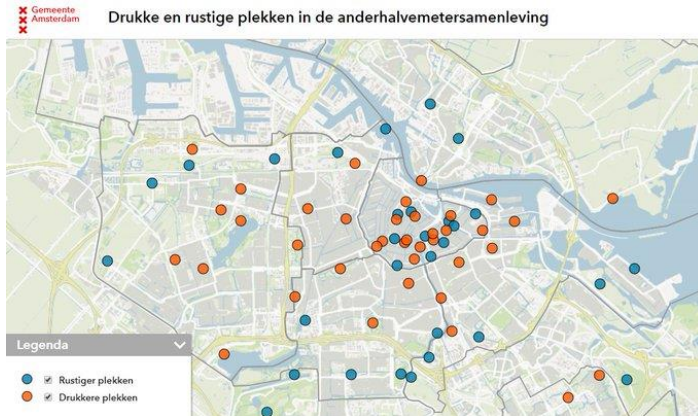 Gemeente
Amsterdam
Drukke en rustige plekken in de anderhalvemetersamenleving
Legenda
Rustiger plekken
Drukkere plekken